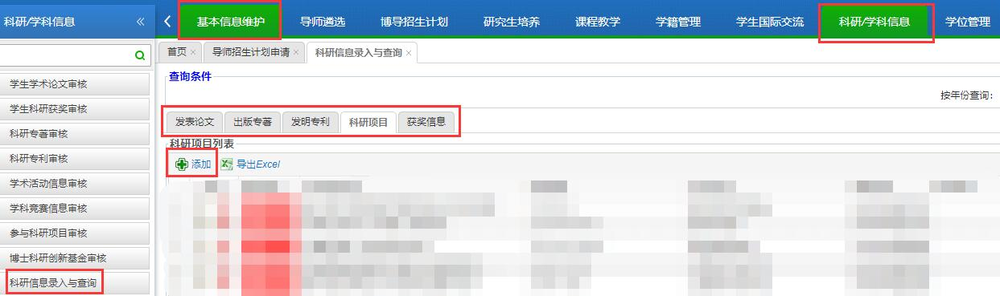 科研/学科信息
基本信息维护 导师遴选 博导招生计划 研究生培养 课程教学 学籍管理 学生国际交流 科研/学科信息 学位管理
首页 导师招生计划申请 科研信息录入与查询
查询条件
按年份查询:
发表论文 出版专著 发明专利 科研项目 获奖信息
科研项目列表
添加 导出Excel
学生学术论文审核
学生科研获奖审核
科研专著审核
科研专利审核
学术活动信息审核
学科竞赛信息审核
参与科研项目审核
博士科研创新基金审核
科研信息录入与查询